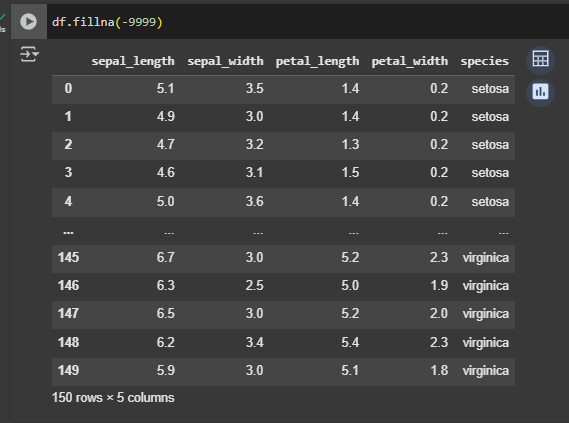 df.fillna(-9999)
sepal_length sepal_width petal_length petal_width species
0 5.1 3.5 1.4 0.2 setosa
1 4.9 3.0 1.4 0.2 setosa
2 4.7 3.2 1.3 0.2 setosa
3 4.6 3.1 1.5 0.2 setosa
4 5.0 3.6 1.4 0.2 setosa
... ... ... ... ... ...
145 6.7 3.0 5.2 2.3 virginica
146 6.3 2.5 5.0 1.9 virginica
147 6.5 3.0 5.2 2.0 virginica
148 6.2 3.4 5.4 2.3 virginica
149 5.9 3.0 5.1 1.8 virginica
150 rows × 5 columns